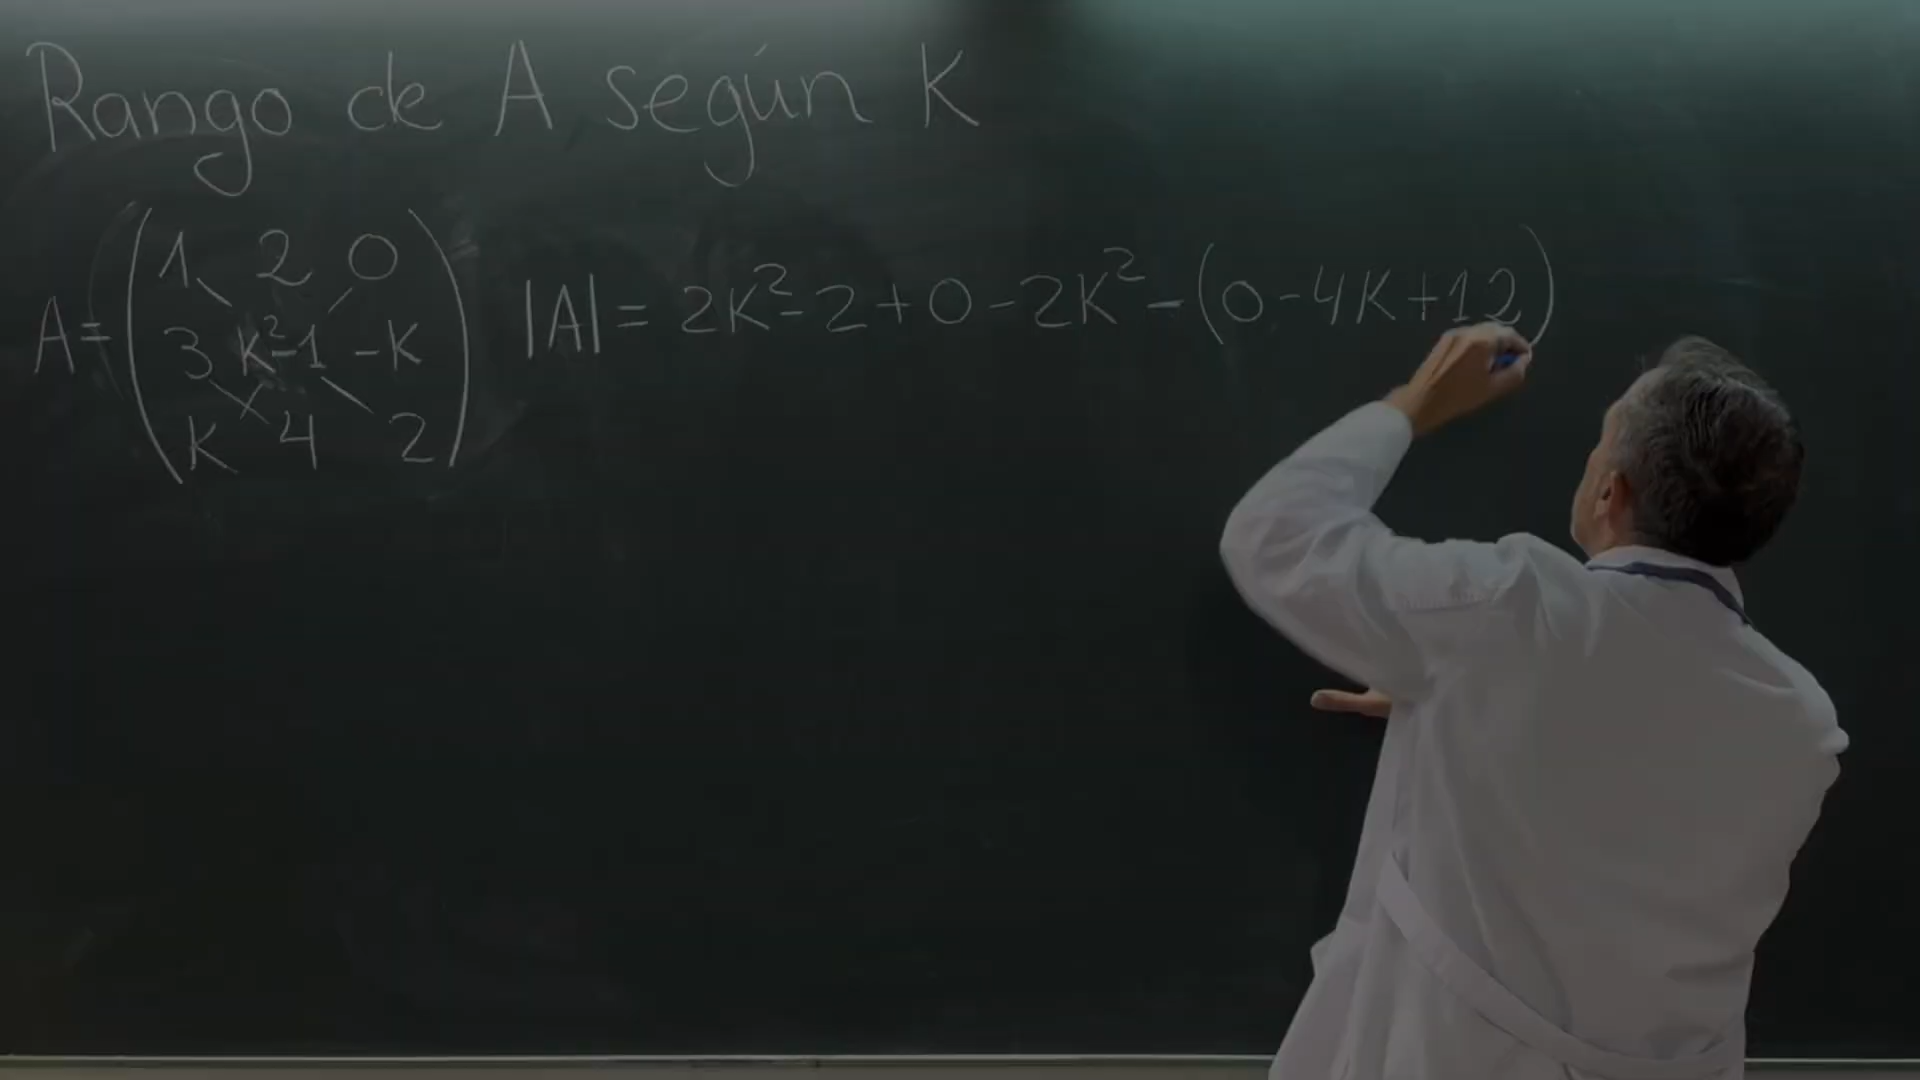 Rango de A según K
A = (1 2 0
3 K²-1 -K
K 4 2)
|A| = 2K²-2+0-2K²-(0-4K+12)